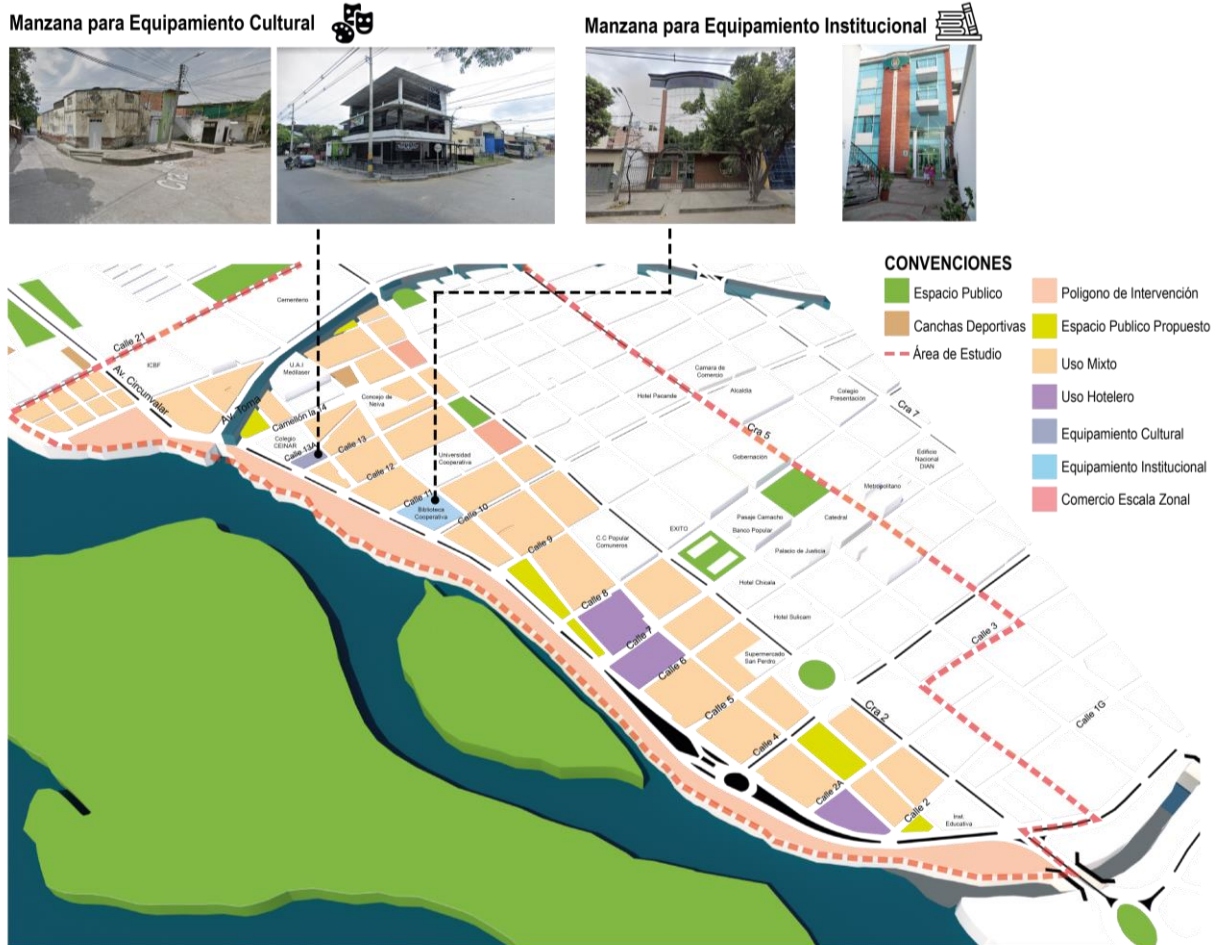 Manzana para Equipamiento Cultural
Manzana para Equipamiento Institucional
Cra
CONVENCIONES
Espacio Publico
Poligono de Intervención
Canchas Deportivas
Espacio Publico Propuesto
Área de Estudio
Uso Mixto
Uso Hotelero
Equipamiento Cultural
Equipamiento Institucional
Comercio Escala Zonal
Cementerio
Calle 21
ICBF
U.A.I
Medilaser
Av. Circunvalar
Concejo de
Neiva
Av. Toma
Camellón la 14
Colegio
CEINAR
Calle 13A
Calle 13
Calle 12
Universidad
Cooperativa
Calle 11
Biblioteca
Cooperativa
Calle 10
Calle 9
C.C Popular
Comuneros
Calle 8
Calle 7
Calle 6
Calle 5
Calle 4
Calle 2A
Calle 2
Inst.
Educativa
Cra 2
Supermercado
San Perdro
Hotel Sulicam
Hotel Chicala
EXITO
Pasaje Camacho
Banco Popular
Palacio de Justicia
Catedral
Metropolitano
Gobernación
Cra 5
Hotel Pacande
Camara de
Comercio
Alcaldia
Colegio
Presentación
Cra 7
Edificio
Nacional
DIAN
Calle 3
Calle 1G